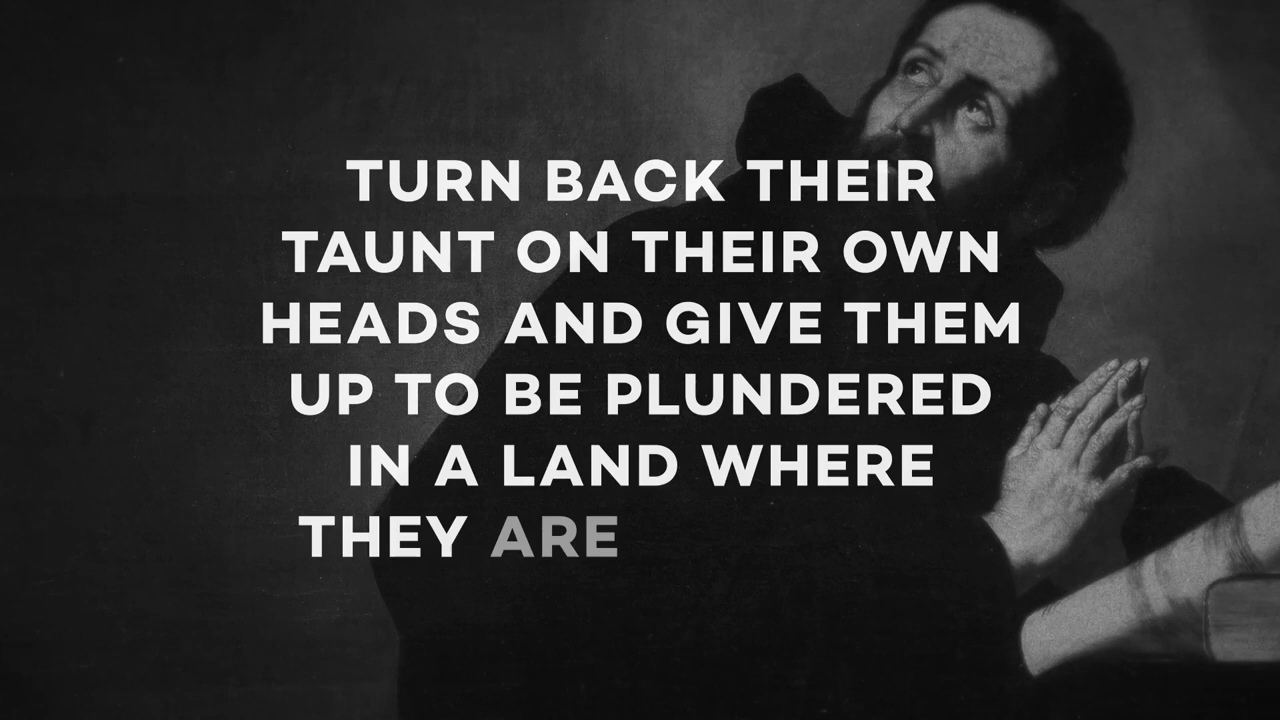 TURN BACK THEIR
TAUNT ON THEIR OWN
HEADS AND GIVE THEM
UP TO BE PLUNDERED
IN A LAND WHERE
THEY ARE